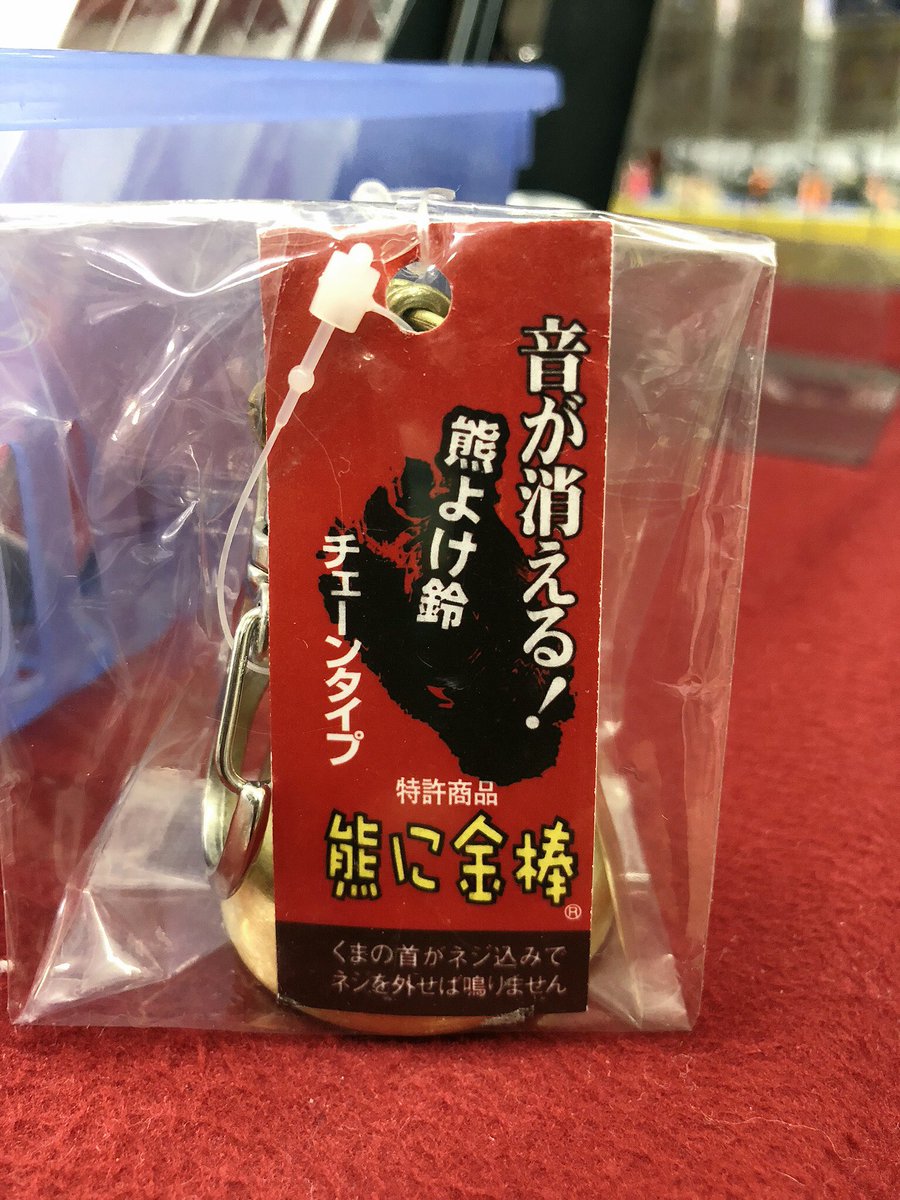 音が消える!
熊よけ鈴
チェーンタイプ
特許商品
熊に金棒
®
くまの首がネジ込みで
ネジを外せば鳴りません